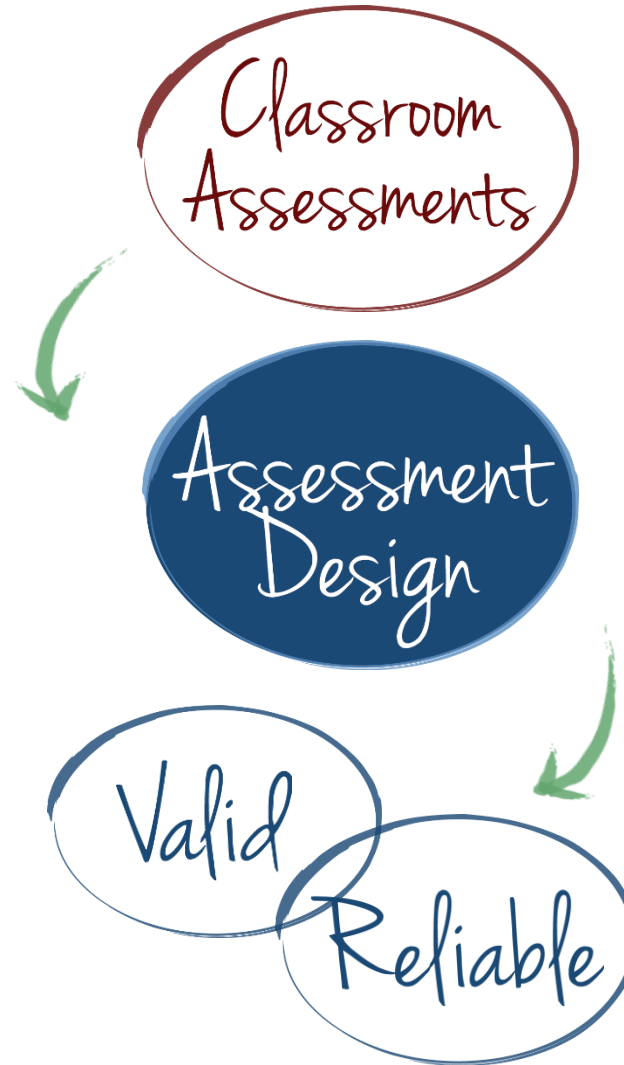 Classroom
Assessments
Assessment
Design
Valid
Reliable